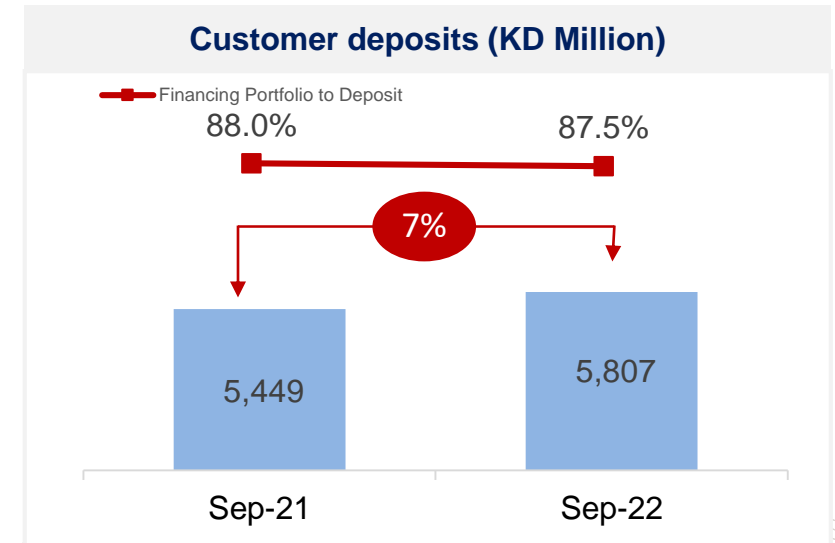 Customer deposits (KD Million)
Financing Portfolio to Deposit
88.0% 87.5%
7%
5,449 5,807
Sep-21 Sep-22